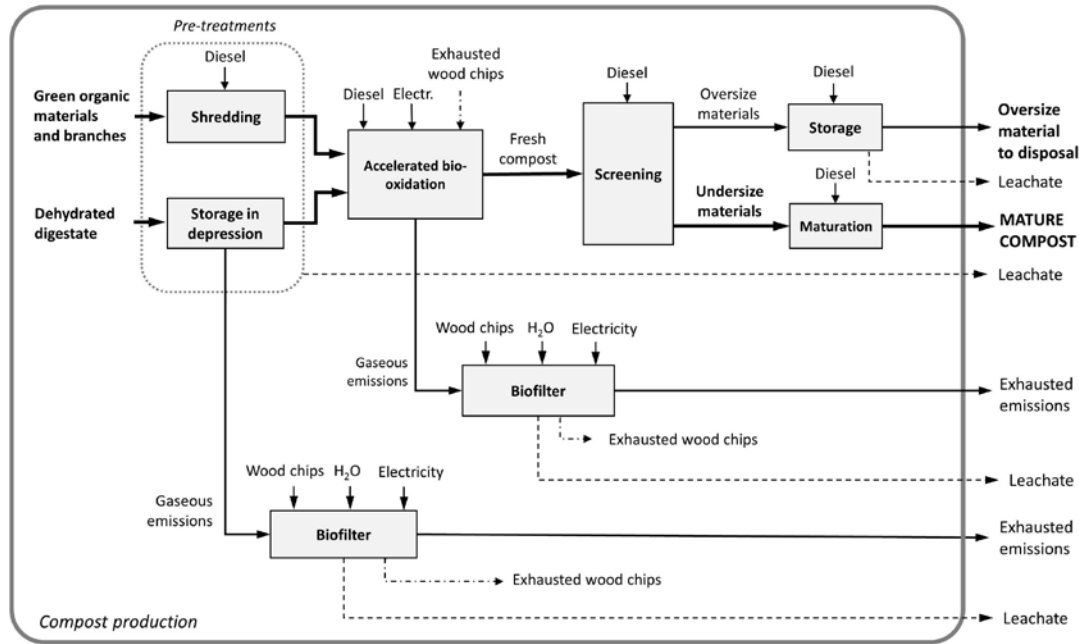 Pre-treatments
Diesel
Green organic
materials
and branches
Shredding
Dehydrated
digestate
Storage in
depression
Exhausted
wood chips
Diesel
Electr.
Accelerated bio-
oxidation
Fresh
compost
Diesel
Screening
Oversize
materials
Undersize
materials
Diesel
Storage
Diesel
Maturation
Oversize
material
to disposal
Leachate
MATURE
COMPOST
Leachate
Gaseous
emissions
Wood chips
H₂O
Electricity
Biofilter
Exhausted wood chips
Exhausted
emissions
Leachate
Gaseous
emissions
Wood chips
H₂O
Electricity
Biofilter
Exhausted wood chips
Exhausted
emissions
Leachate
Compost production